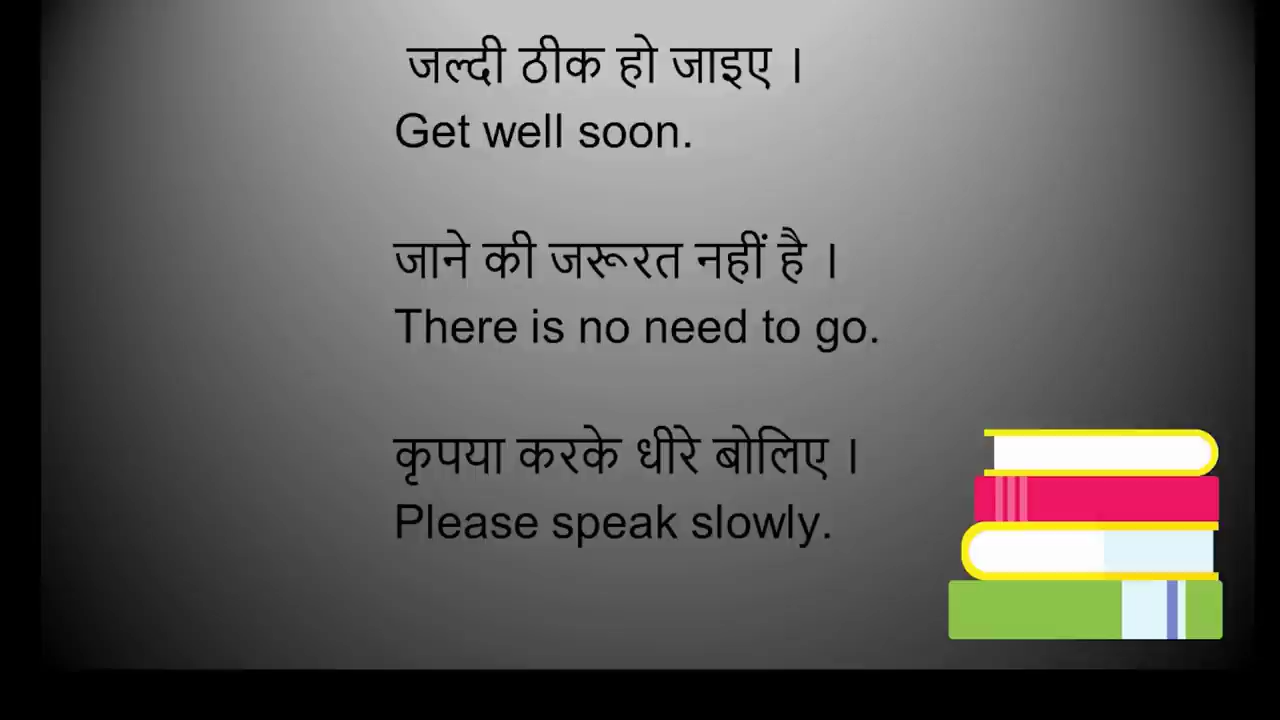 जल्दी ठीक हो जाइए ।
Get well soon.
जाने की जरूरत नहीं है ।
There is no need to go.
कृपया करके धीरे बोलिए ।
Please speak slowly.